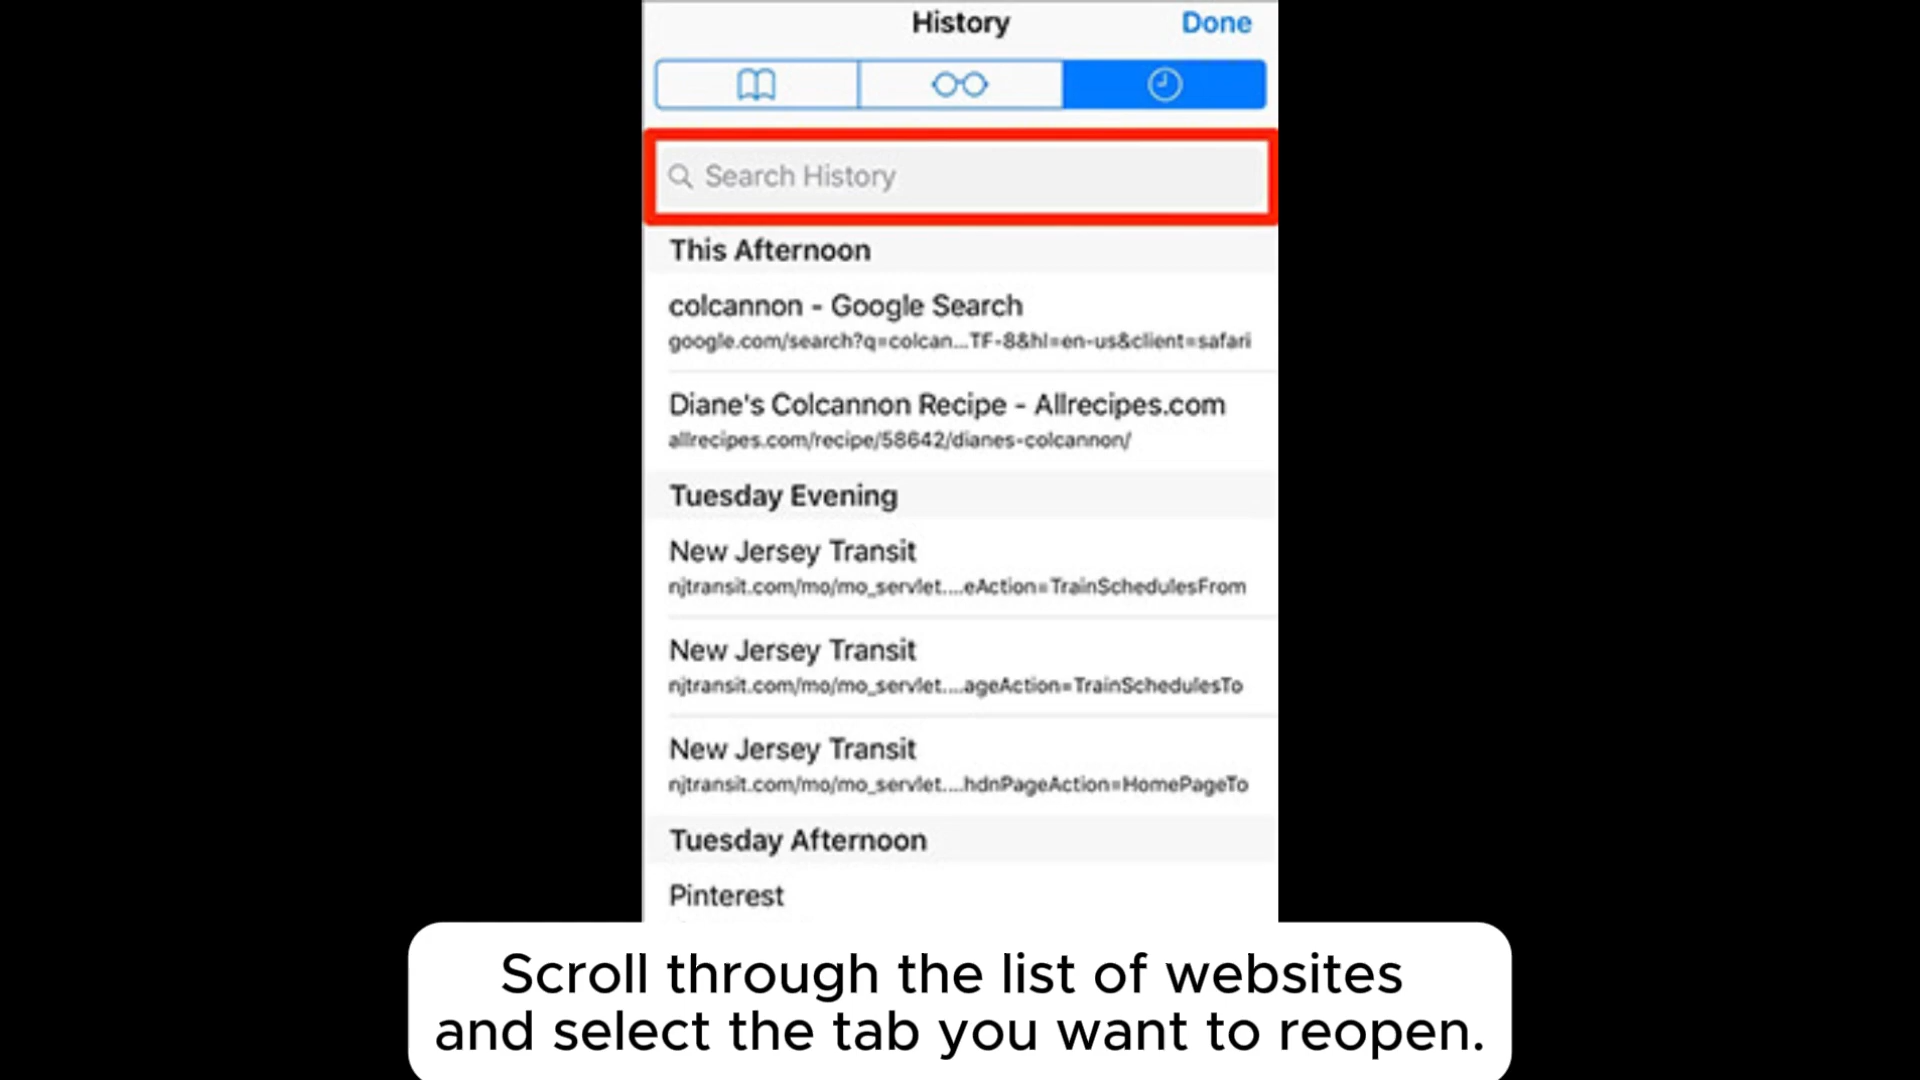 History
Done
Search History
This Afternoon
colcannon - Google Search
google.com/search?q=colcan...TF-8&hl=en-us&client=safari
Diane's Colcannon Recipe - Allrecipes.com
allrecipes.com/recipe/58642/dianes-colcannon/
Tuesday Evening
New Jersey Transit
njtransit.com/mo/mo_servlet....eAction=TrainSchedulesFrom
New Jersey Transit
njtransit.com/mo/mo_servlet....ageAction=TrainSchedulesTo
New Jersey Transit
njtransit.com/mo/mo_servlet....hdnPageAction=HomePageTo
Tuesday Afternoon
Pinterest
Scroll through the list of websites
and select the tab you want to reopen.